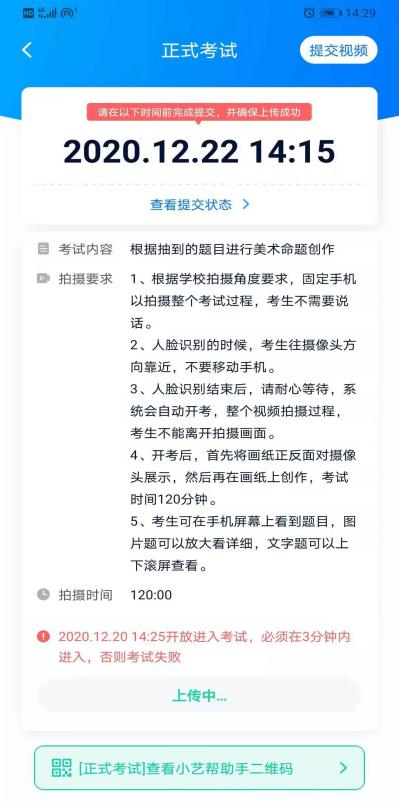 HD 4G 14:29
正式考试
提交视频
请在以下时间前完成提交，并确保上传成功
2020.12.22 14:15
查看提交状态
考试内容 根据抽到的题目进行美术命题创作
拍摄要求 1、根据学校拍摄角度要求，固定手机
以拍摄整个考试过程，考生不需要说
话。
2、人脸识别的时候，考生往摄像头方
向靠近，不要移动手机。
3、人脸识别结束后，请耐心等待，系
统会自动开考，整个视频拍摄过程，
考生不能离开拍摄画面。
4、开考后，首先将画纸正反面对摄像
头展示，然后再在画纸上创作，考试
时间120分钟。
5、考生可在手机屏幕上看到题目，图
片题可以放大看详细，文字题可以上
下滚屏查看。
拍摄时间 120:00
2020.12.20 14:25开放进入考试，必须在3分钟内
进入，否则考试失败
上传中...
[正式考试]查看小艺帮助手二维码